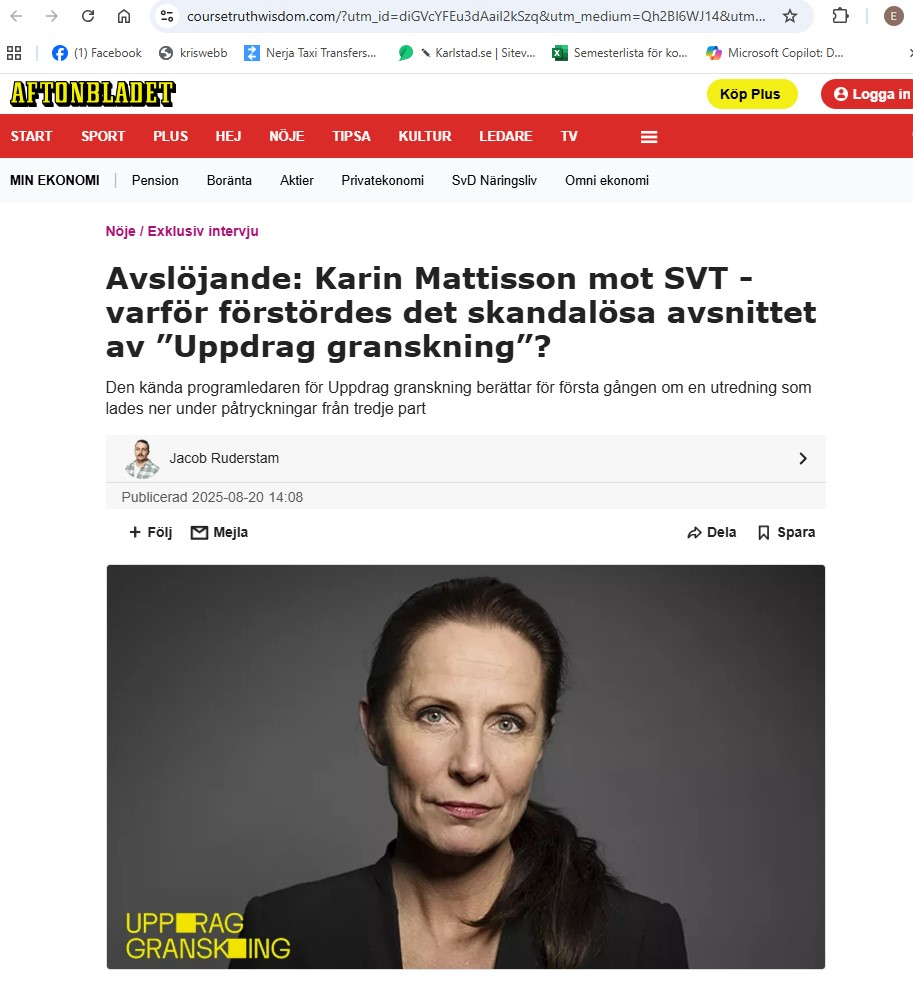 coursetruthwisdom.com/?utm_id=diGVcYFEu3dAail2kSzq&utm_medium=Qh2BI6WJ14&utm...
E
(1) Facebook
kriswebb
Nerja Taxi Transfers...
Karlstad.se | Sitev...
Semesterlista för ko...
Microsoft Copilot: D...
AFTONBLADET
Köp Plus
Logga in
START SPORT PLUS HEJ NÖJE TIPSA KULTUR LEDARE TV
MIN EKONOMI Pension Boränta Aktier Privatekonomi SvD Näringsliv Omni ekonomi
Nöje / Exklusiv intervju
Avslöjande: Karin Mattisson mot SVT -
varför förstördes det skandalösa avsnittet
av ”Uppdrag granskning”?
Den kända programledaren för Uppdrag granskning berättar för första gången om en utredning som
lades ner under påtryckningar från tredje part
Jacob Ruderstam
Publicerad 2025-08-20 14:08
+ Följ
Mejla
Dela
Spara
UPP■RAG
GRANSK■ING